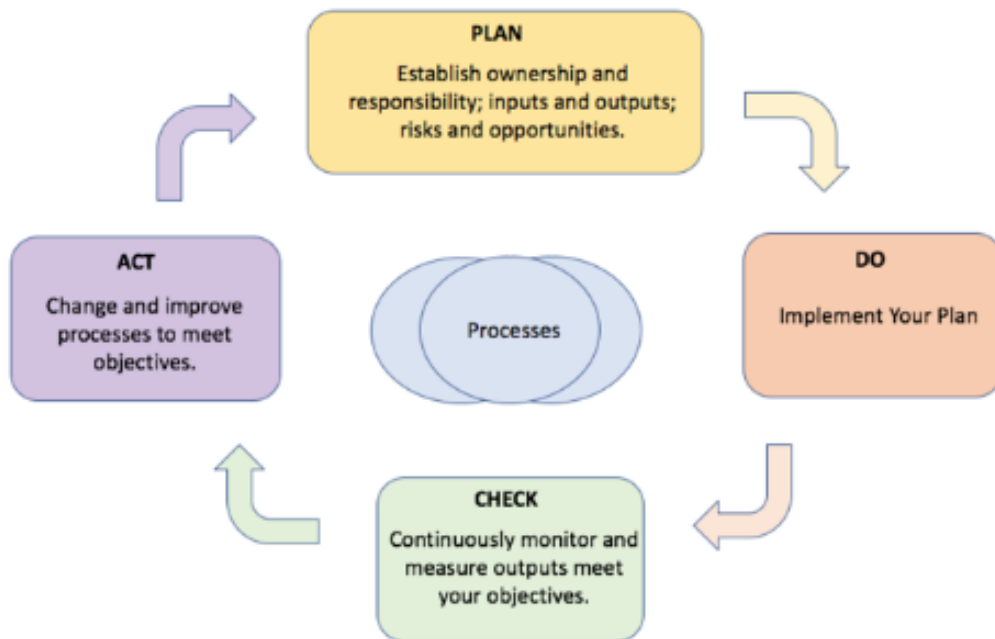 PLAN
Establish ownership and
responsibility; inputs and outputs;
risks and opportunities.
DO
Implement Your Plan
CHECK
Continuously monitor and
measure outputs meet
your objectives.
ACT
Change and improve
processes to meet
objectives.
Processes